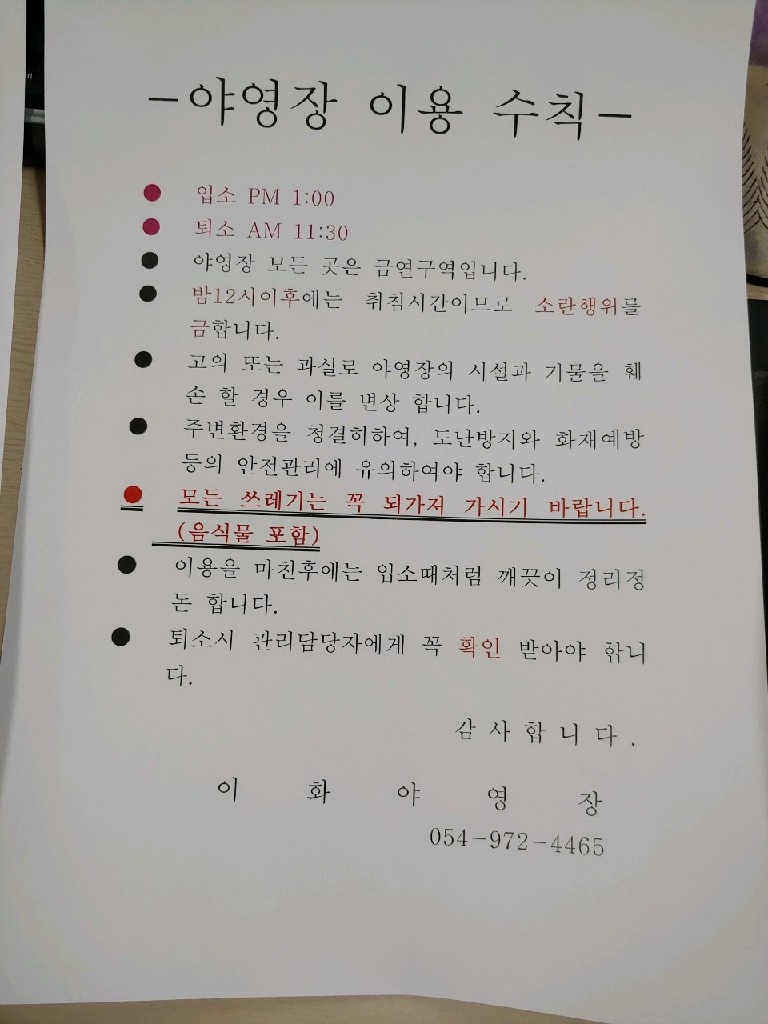 -야영장 이용 수칙-
● 입소 PM 1:00
● 퇴소 AM 11:30
● 야영장 모든 곳은 금연구역입니다.
● 밤12시이후에는 취침시간이므로 소란행위를
금합니다.
● 고의 또는 과실로 야영장의 시설과 기물을 훼
손 할 경우 이를 변상 합니다.
● 주변환경을 청결히하여, 도난방지와 화재예방
등의 안전관리에 유의하여야 합니다.
● 모든 쓰레기는 꼭 되가져 가시기 바랍니다.
(음식물 포함)
● 이용을 마친후에는 입소때처럼 깨끗이 정리정
돈 합니다.
● 퇴소시 관리담당자에게 꼭 확인 받아야 합니
다.
감 사 합 니 다 .
이 화 야 영 장
054-972-4465